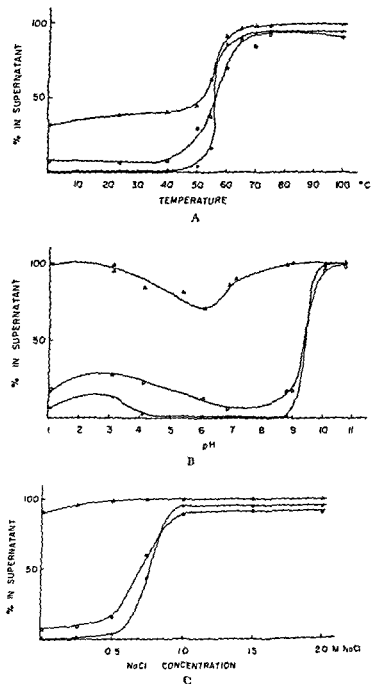 100
% IN SUPERNATANT
50
0 10 20 30 40 50 60 70 80 90 100 °C
TEMPERATURE
A
100
% IN SUPERNATANT
50
1 2 3 4 5 6 7 8 9 10 11
pH
B
100
% IN SUPERNATANT
50
0.5 1.0 1.5 2.0 M NaCl
NaCl CONCENTRATION
C